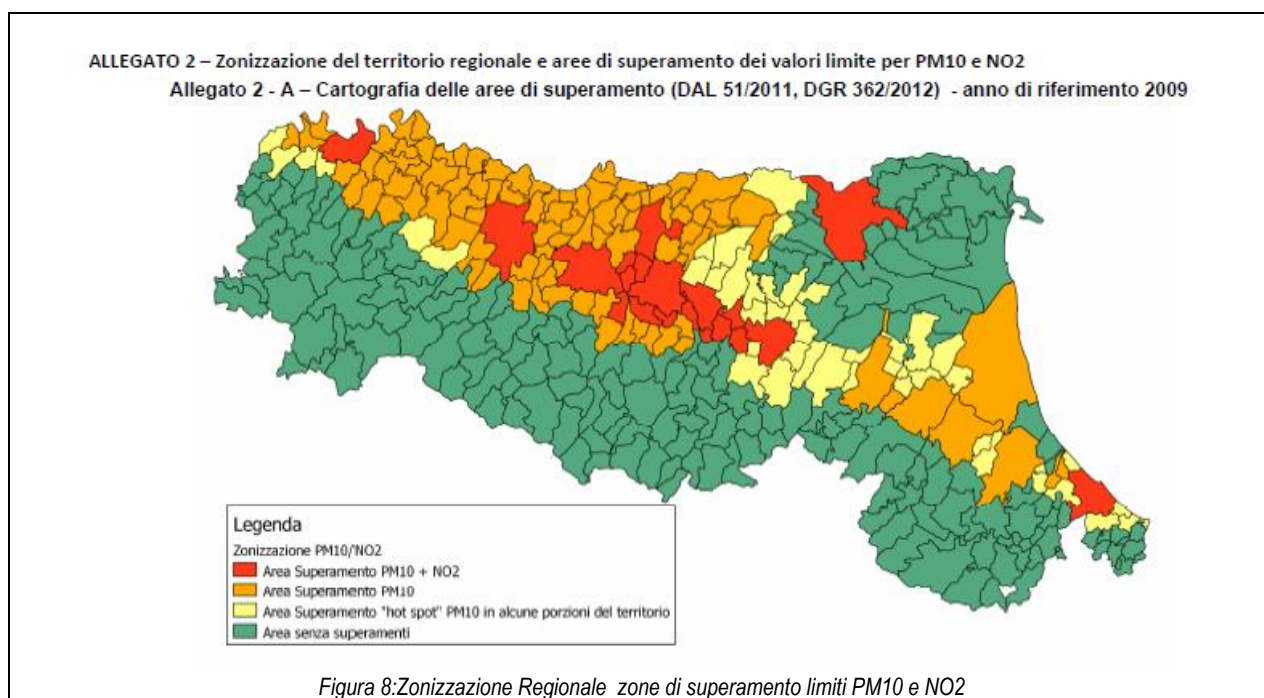 ALLEGATO 2 – Zonizzazione del territorio regionale e aree di superamento dei valori limite per PM10 e NO2
Allegato 2 - A – Cartografia delle aree di superamento (DAL 51/2011, DGR 362/2012) - anno di riferimento 2009
Legenda
Zonizzazione PM10/NO2
Area Superamento PM10 + NO2
Area Superamento PM10
Area Superamento "hot spot" PM10 in alcune porzioni del territorio
Area senza superamenti
Figura 8:Zonizzazione Regionale zone di superamento limiti PM10 e NO2